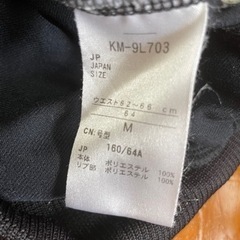 KM-9L703
JP
JAPAN
SIZE
ウエスト62~66 cm
64
M
CN:号型
JP 160/64A
本体 ポリエステル 100%
リブ部 ポリエステル 100%